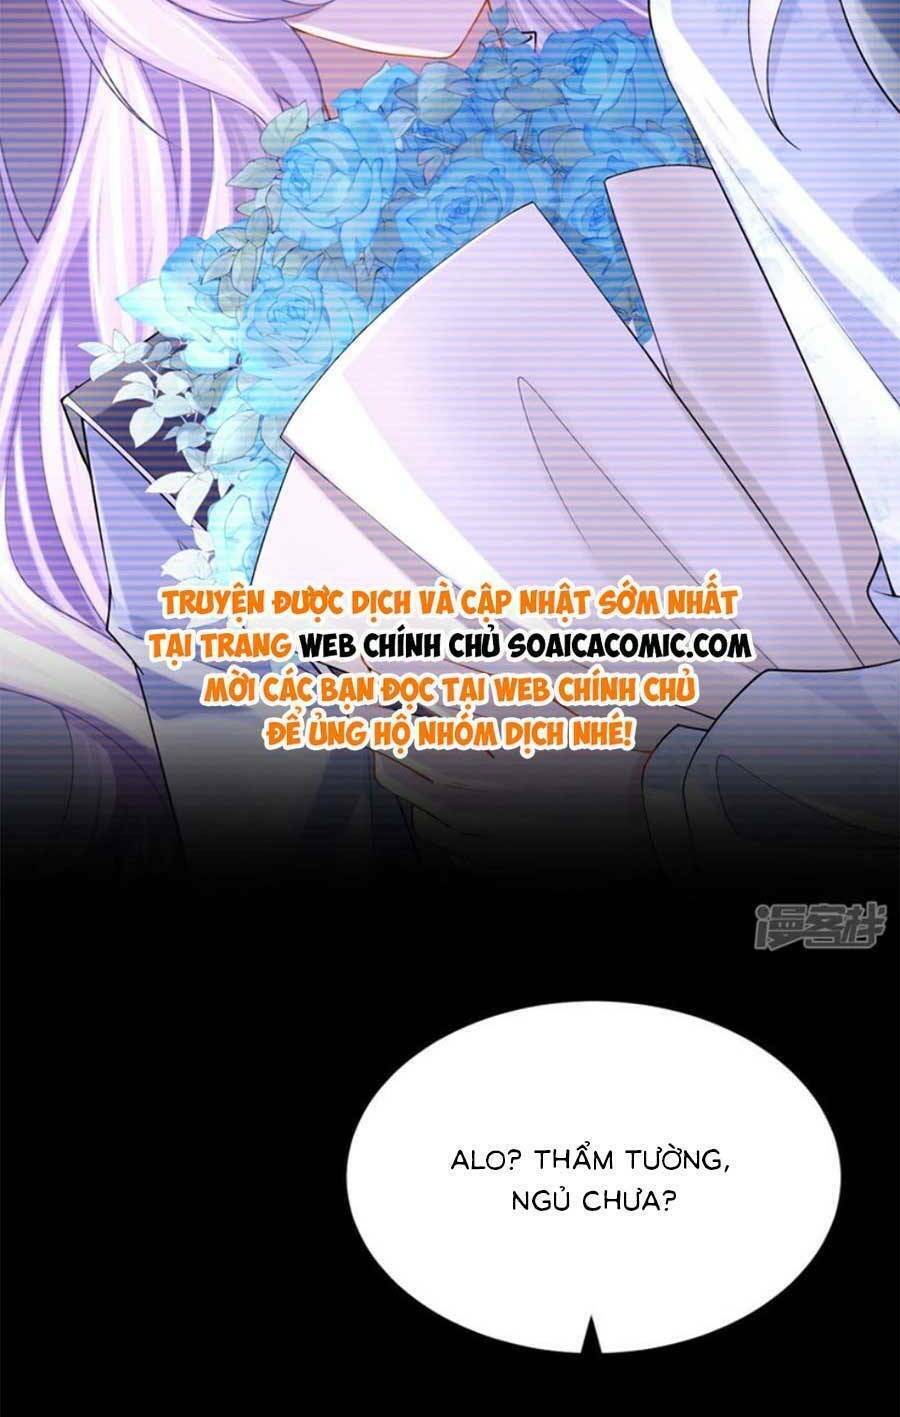 TRUYỆN ĐƯỢC DỊCH VÀ CẬP NHẬT SỚM NHẤT
TẠI TRANG WEB CHÍNH CHỦ SOAICACOMIC.COM
MỜI CÁC BẠN ĐỌC TẠI WEB CHÍNH CHỦ
ĐỂ ỦNG HỘ NHÓM DỊCH NHÉ!
漫客栈
ALO? THẨM TƯỜNG,
NGỦ CHƯA?